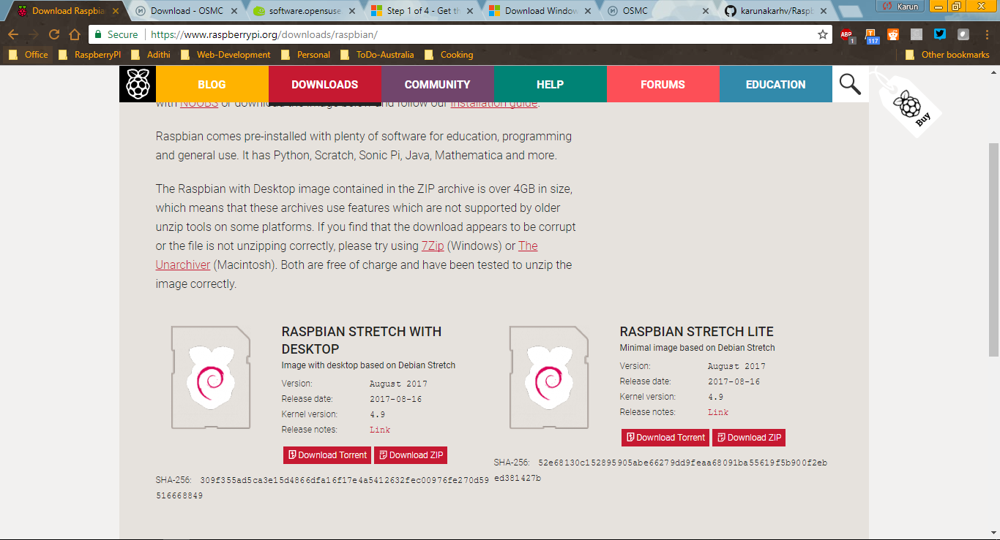 Download Raspbia
Download - OSMC
software.opensuse
Step 1 of 4 - Get th
Download Window
OSMC
karunakarhv/Raspb
Karun
Secure
https://www.raspberrypi.org/downloads/raspbian/
ABP
1
117
Office
RaspberryPI
Adithi
Web-Development
Personal
ToDo-Australia
Cooking
Other bookmarks
BLOG
DOWNLOADS
COMMUNITY
HELP
FORUMS
EDUCATION
Buy
with NOOBS or download the image below and follow our installation guide.
Raspbian comes pre-installed with plenty of software for education, programming
and general use. It has Python, Scratch, Sonic Pi, Java, Mathematica and more.
The Raspbian with Desktop image contained in the ZIP archive is over 4GB in size,
which means that these archives use features which are not supported by older
unzip tools on some platforms. If you find that the download appears to be corrupt
or the file is not unzipping correctly, please try using 7Zip (Windows) or The
Unarchiver (Macintosh). Both are free of charge and have been tested to unzip the
image correctly.
RASPBIAN STRETCH WITH
DESKTOP
Image with desktop based on Debian Stretch
Version: August 2017
Release date: 2017-08-16
Kernel version: 4.9
Release notes: Link
Download Torrent
Download ZIP
SHA-256: 309f355ad5ca3e15d4866dfa16f17e4a5412632fec00976fe270d59
516668849
RASPBIAN STRETCH LITE
Minimal image based on Debian Stretch
Version: August 2017
Release date: 2017-08-16
Kernel version: 4.9
Release notes: Link
Download Torrent
Download ZIP
SHA-256: 52e68130c152895905abe66279dd9feaa68091ba55619f5b900f2eb
ed381427b